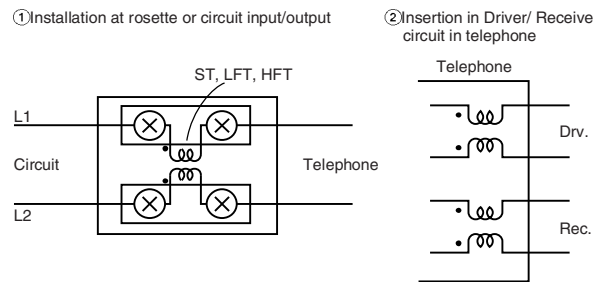 ①Installation at rosette or circuit input/output
ST, LFT, HFT
L1
Circuit
Telephone
L2
②Insertion in Driver/ Receive
circuit in telephone
Telephone
Drv.
Rec.